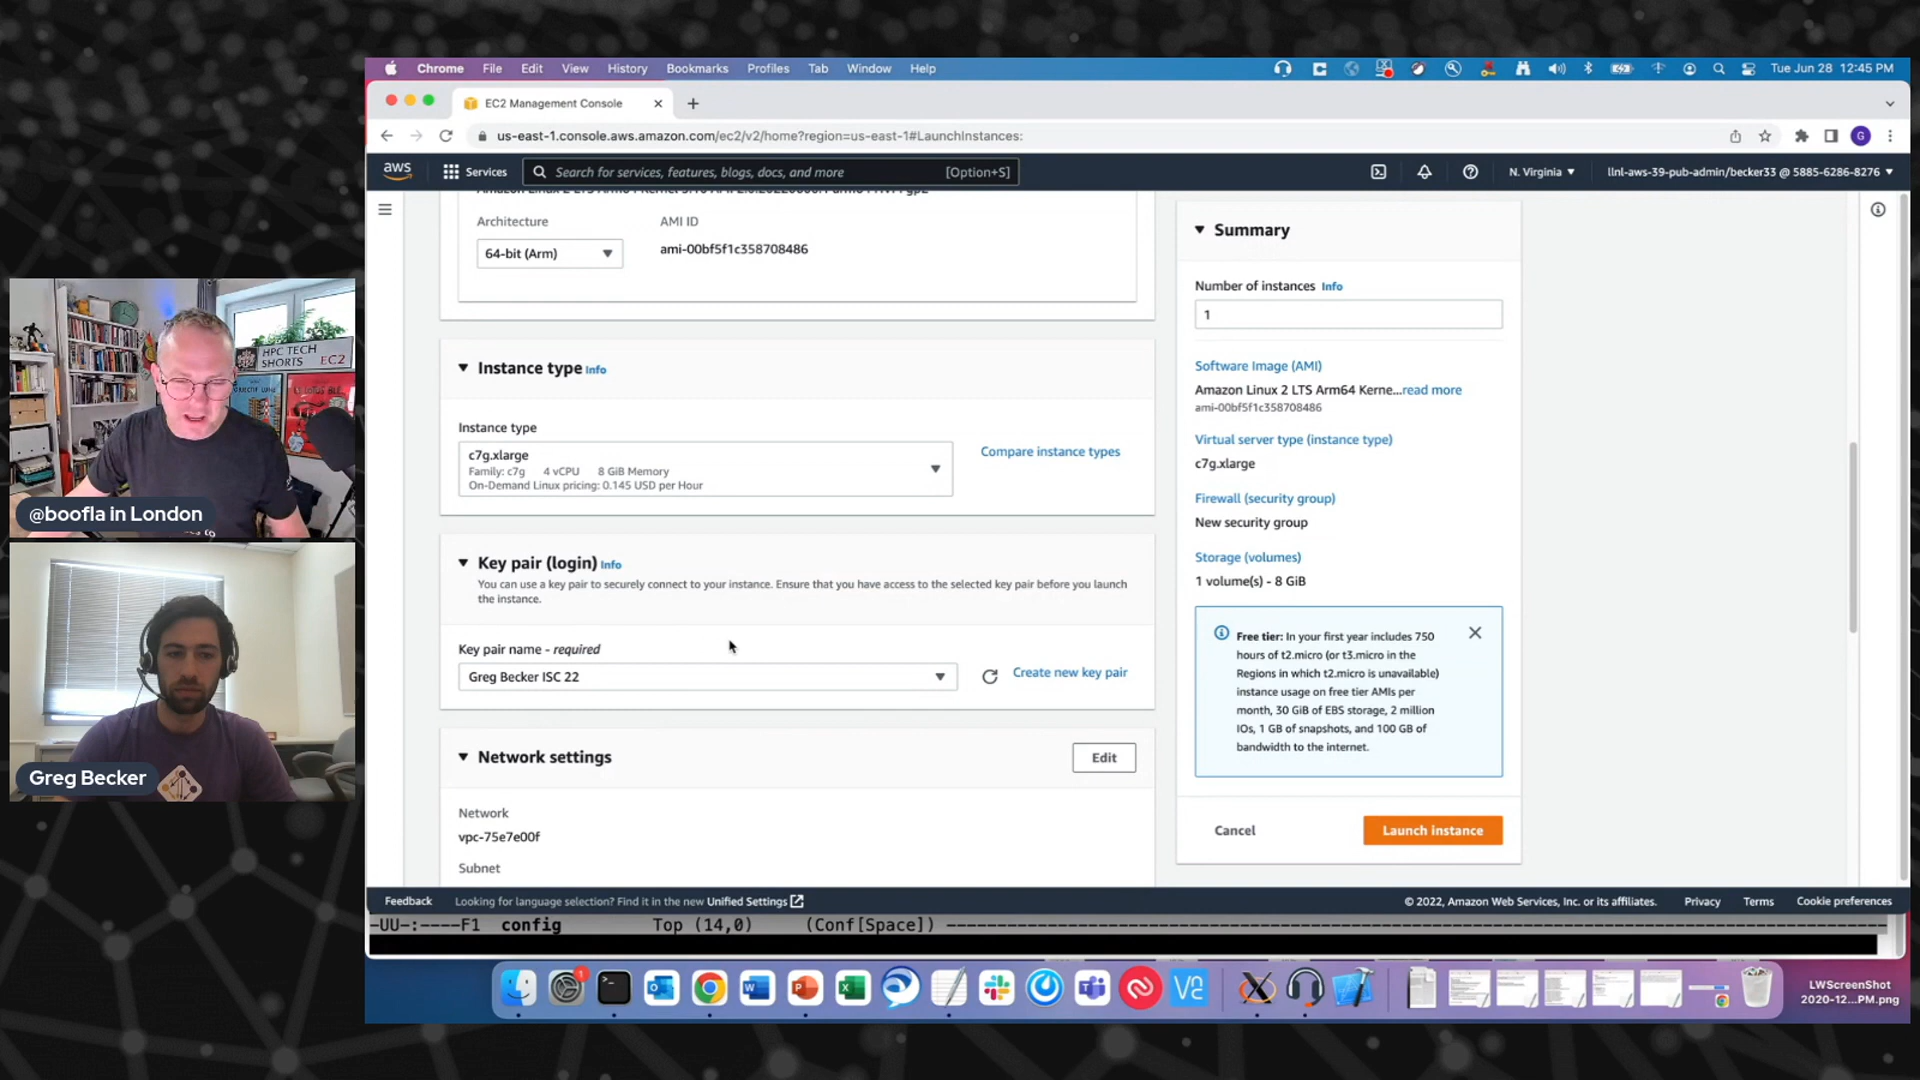 Chrome File Edit View History Bookmarks Profiles Tab Window Help Tue Jun 28 12:45 PM
EC2 Management Console
us-east-1.console.aws.amazon.com/ec2/v2/home?region=us-east-1#LaunchInstances:
G
aws Services Search for services, features, blogs, docs, and more [Option+S] N. Virginia llnl-aws-39-pub-admin/becker33 @ 5885-6286-8276
Architecture
AMI ID
64-bit (Arm)
ami-00bf5f1c358708486
Instance type Info
Instance type
c7g.xlarge
Family: c7g 4 vCPU 8 GiB Memory
On-Demand Linux pricing: 0.145 USD per Hour
Compare instance types
Key pair (login) Info
You can use a key pair to securely connect to your instance. Ensure that you have access to the selected key pair before you launch
the instance.
Key pair name - required
Greg Becker ISC 22
Create new key pair
Network settings
Edit
Network
vpc-75e7e00f
Subnet
Summary
Number of instances Info
1
Software Image (AMI)
Amazon Linux 2 LTS Arm64 Kerne...read more
ami-00bf5f1c358708486
Virtual server type (instance type)
c7g.xlarge
Firewall (security group)
New security group
Storage (volumes)
1 volume(s) - 8 GiB
Free tier: In your first year includes 750
hours of t2.micro (or t3.micro in the
Regions in which t2.micro is unavailable)
instance usage on free tier AMIs per
month, 30 GiB of EBS storage, 2 million
IOs, 1 GB of snapshots, and 100 GB of
bandwidth to the internet.
Cancel
Launch instance
Feedback Looking for language selection? Find it in the new Unified Settings © 2022, Amazon Web Services, Inc. or its affiliates. Privacy Terms Cookie preferences
-UU-:----F1 config Top (14,0) (Conf[Space])
LWScreenShot
2020-12...PM.png
HPC TECH
SHORTS EC2
@boofla in London
Greg Becker